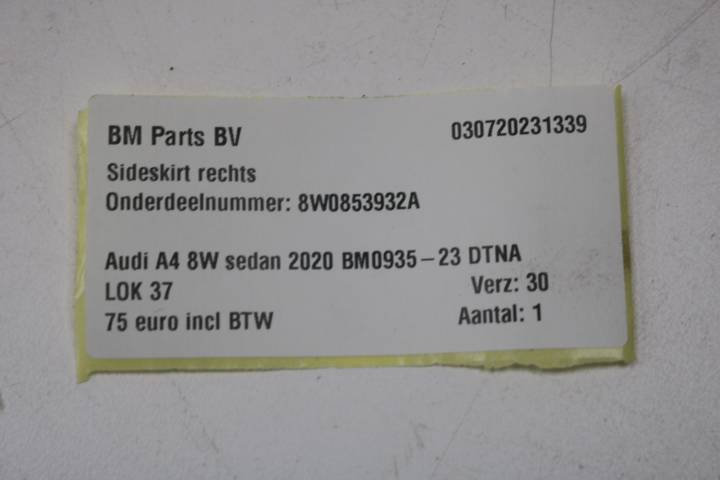 BM Parts BV 030720231339
Sideskirt rechts
Onderdeelnummer: 8W0853932A
Audi A4 8W sedan 2020 BM0935-23 DTNA
LOK 37 Verz: 30
75 euro incl BTW Aantal: 1